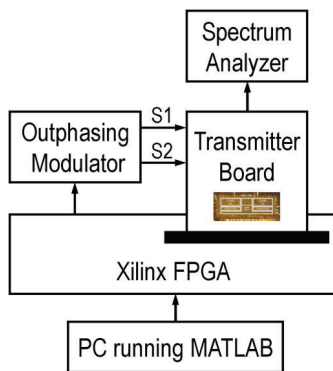 Spectrum
Analyzer
S1
S2
Outphasing
Modulator
Transmitter
Board
Xilinx FPGA
PC running MATLAB